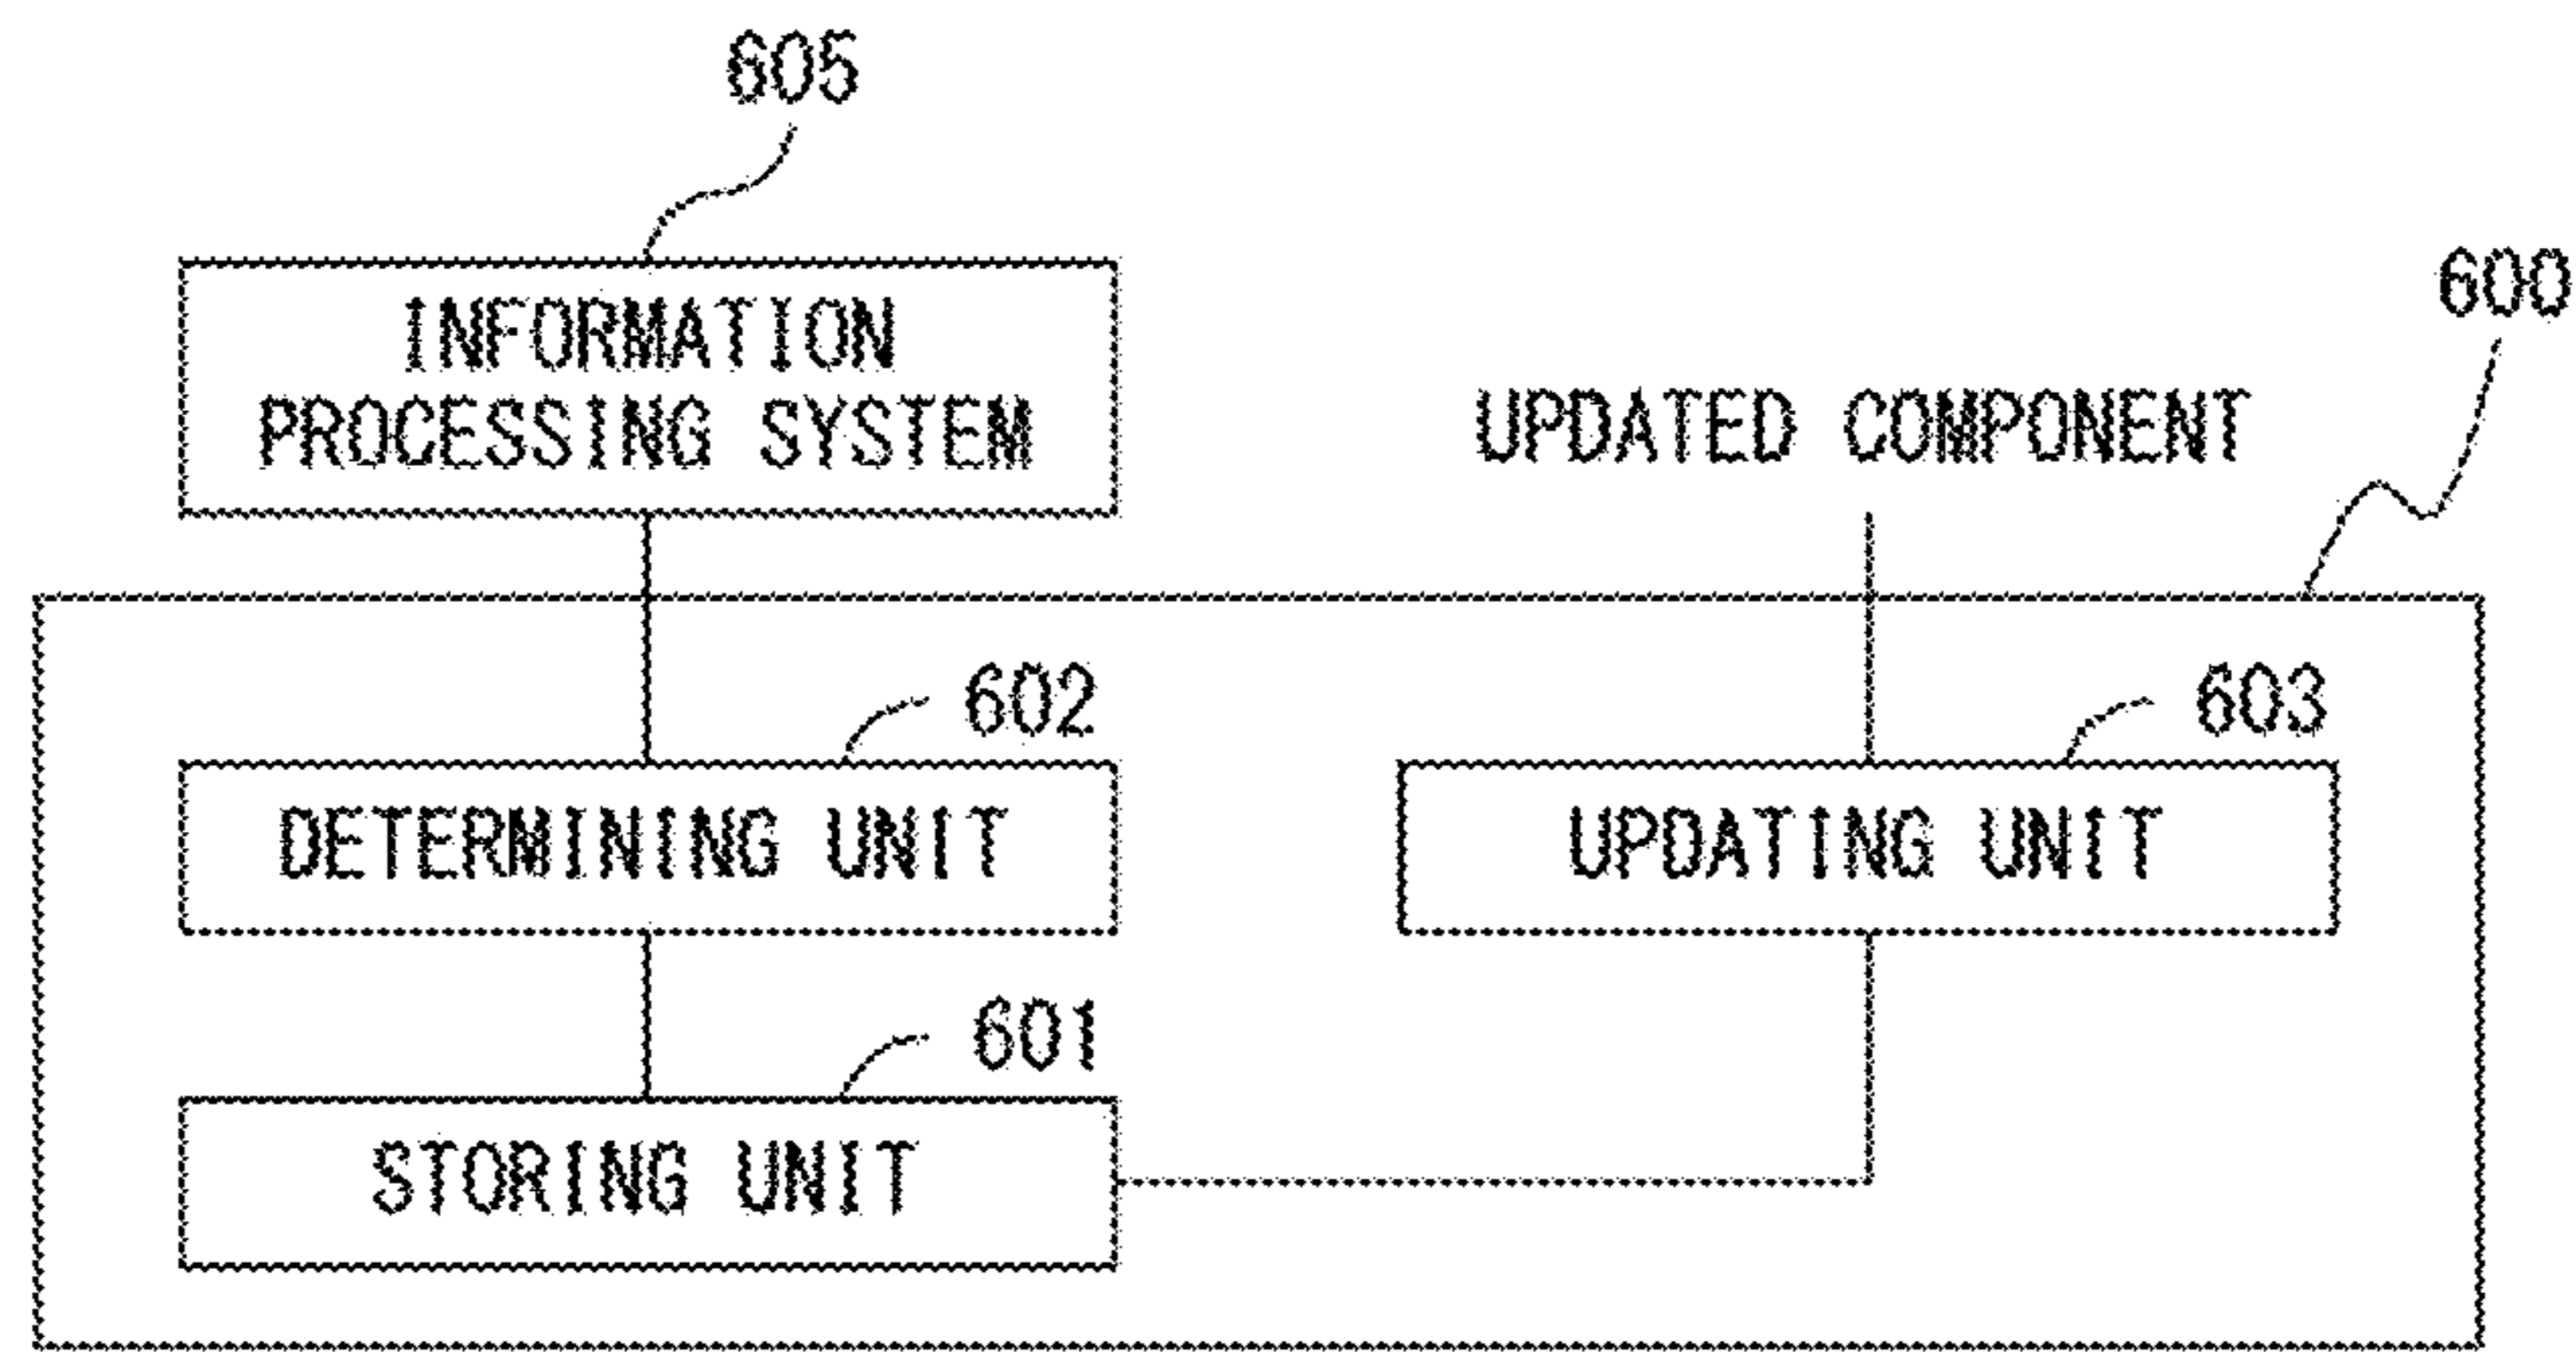 605
INFORMATION
PROCESSING SYSTEM
600
UPDATED COMPONENT
602
603
DETERMINING UNIT
UPDATING UNIT
601
STORING UNIT